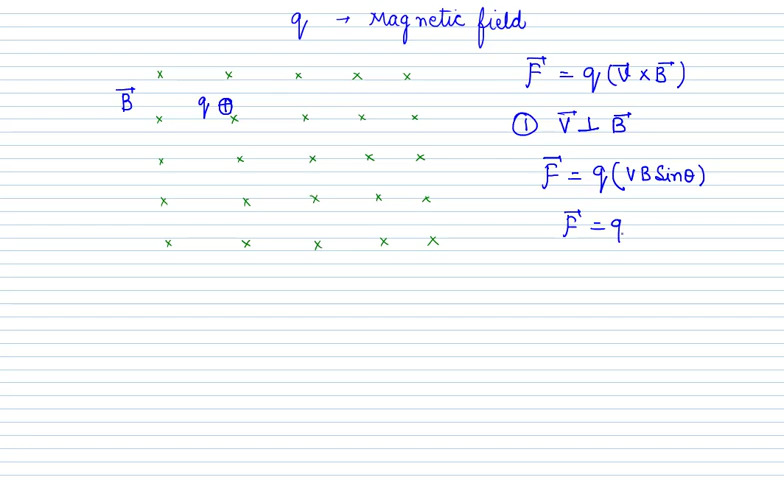 q → Magnetic field
x x x x x
B⃗ q ⊕
x x x x x
x x x x x
x x x x x
x x x x x
F⃗ = q(V⃗ × B⃗)
① V⃗ ⊥ B⃗
F⃗ = q(VB Sinθ)
F⃗ = q